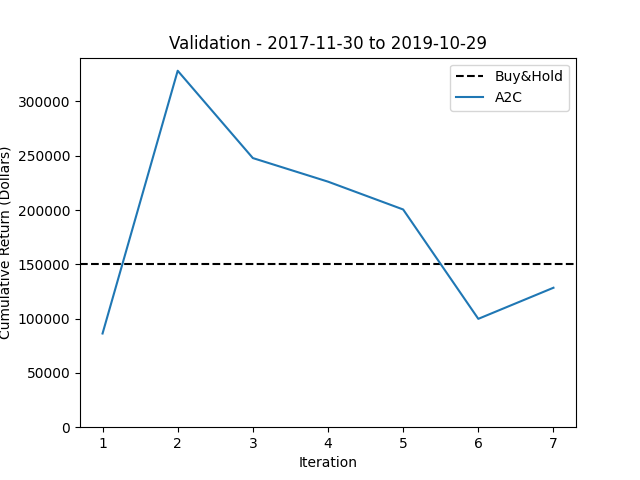 Validation - 2017-11-30 to 2019-10-29
Cumulative Return (Dollars)
300000
250000
200000
150000
100000
50000
0
Buy&Hold
A2C
1 2 3 4 5 6 7
Iteration